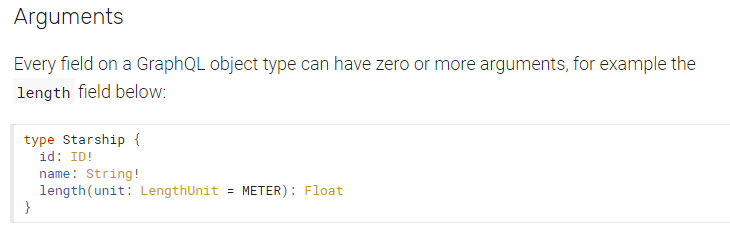 Arguments
Every field on a GraphQL object type can have zero or more arguments, for example the
length field below:
type Starship {
  id: ID!
  name: String!
  length(unit: LengthUnit = METER): Float
}